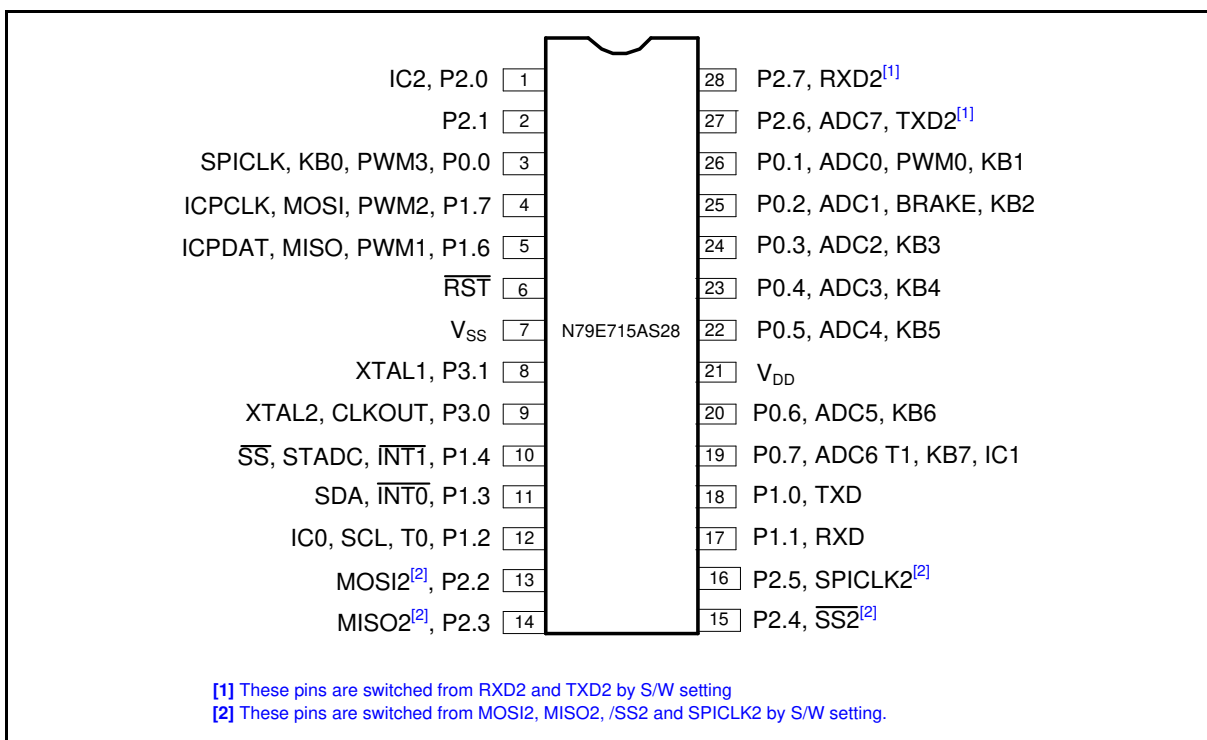 IC2, P2.0 1
P2.1 2
SPICLK, KB0, PWM3, P0.0 3
ICPCLK, MOSI, PWM2, P1.7 4
ICPDAT, MISO, PWM1, P1.6 5
RST 6
VSS 7
XTAL1, P3.1 8
XTAL2, CLKOUT, P3.0 9
SS, STADC, INT1, P1.4 10
SDA, INT0, P1.3 11
IC0, SCL, T0, P1.2 12
MOSI2[2], P2.2 13
MISO2[2], P2.3 14
N79E715AS28
28 P2.7, RXD2[1]
27 P2.6, ADC7, TXD2[1]
26 P0.1, ADC0, PWM0, KB1
25 P0.2, ADC1, BRAKE, KB2
24 P0.3, ADC2, KB3
23 P0.4, ADC3, KB4
22 P0.5, ADC4, KB5
21 VDD
20 P0.6, ADC5, KB6
19 P0.7, ADC6 T1, KB7, IC1
18 P1.0, TXD
17 P1.1, RXD
16 P2.5, SPICLK2[2]
15 P2.4, SS2[2]
[1] These pins are switched from RXD2 and TXD2 by S/W setting
[2] These pins are switched from MOSI2, MISO2, /SS2 and SPICLK2 by S/W setting.